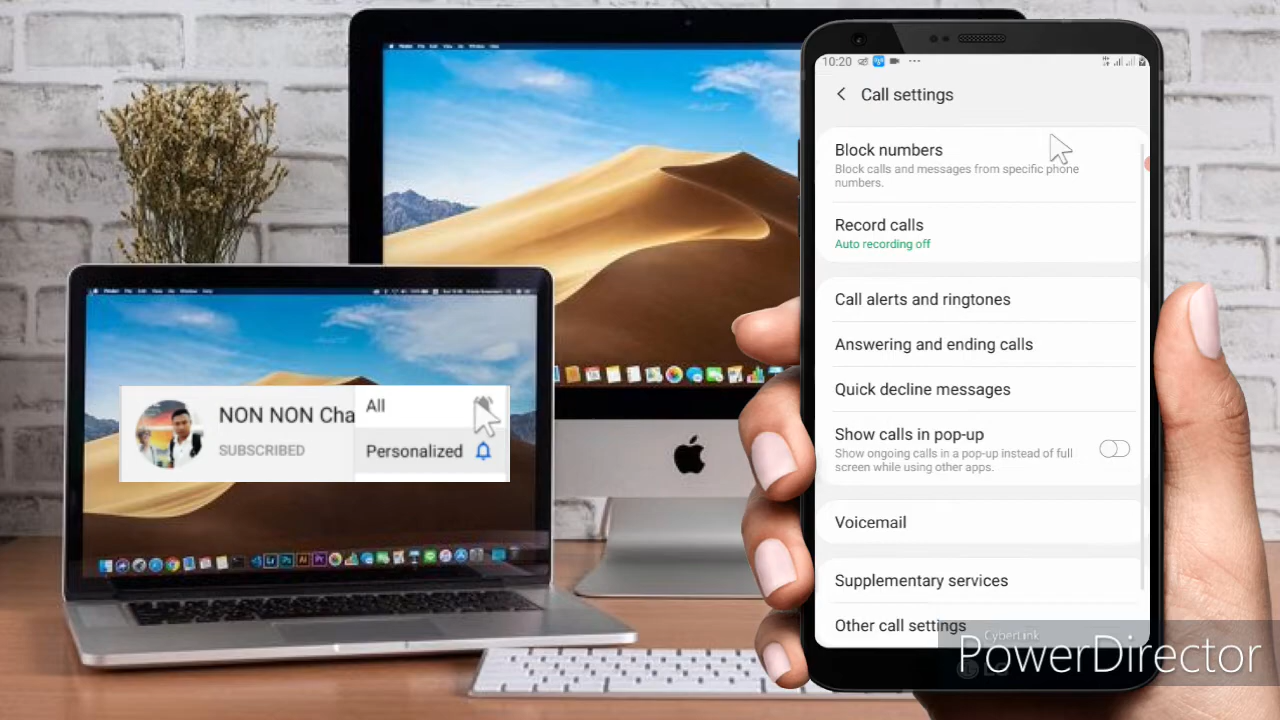 10:20
Call settings
Block numbers
Block calls and messages from specific phone
numbers.
Record calls
Auto recording off
Call alerts and ringtones
Answering and ending calls
Quick decline messages
Show calls in pop-up
Show ongoing calls in a pop-up instead of full
screen while using other apps.
Voicemail
Supplementary services
Other call settings
NON NON Cha
SUBSCRIBED
All
Personalized
CyberLink
PowerDirector
LG